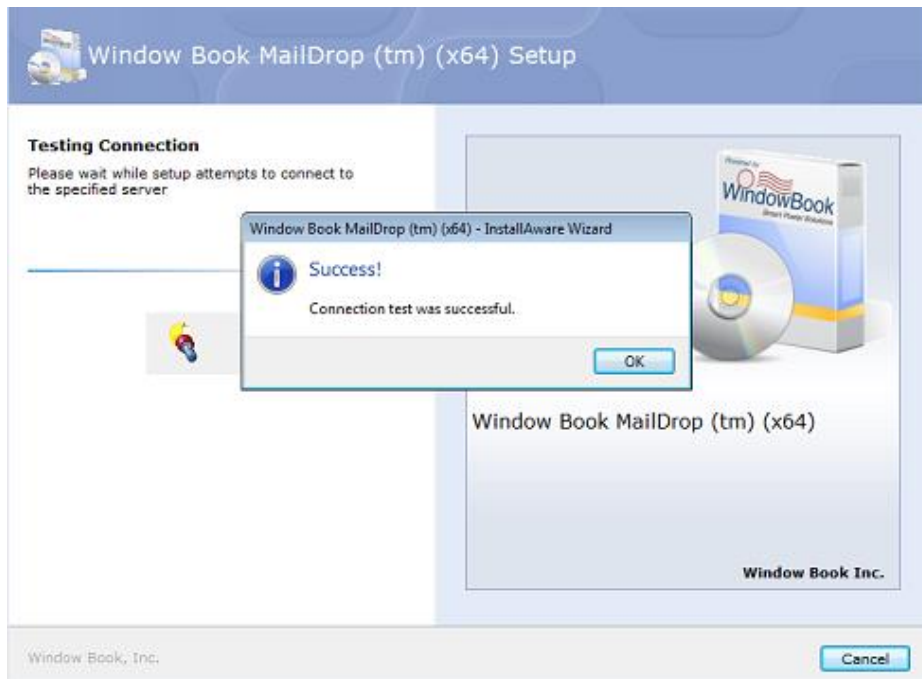 Window Book MailDrop (tm) (x64) Setup
Testing Connection
Please wait while setup attempts to connect to
the specified server
Window Book MailDrop (tm) (x64) - InstallAware Wizard
Success!
Connection test was successful.
OK
Powered by
WindowBook
Window Book MailDrop (tm) (x64)
Window Book Inc.
Window Book, Inc.
Cancel